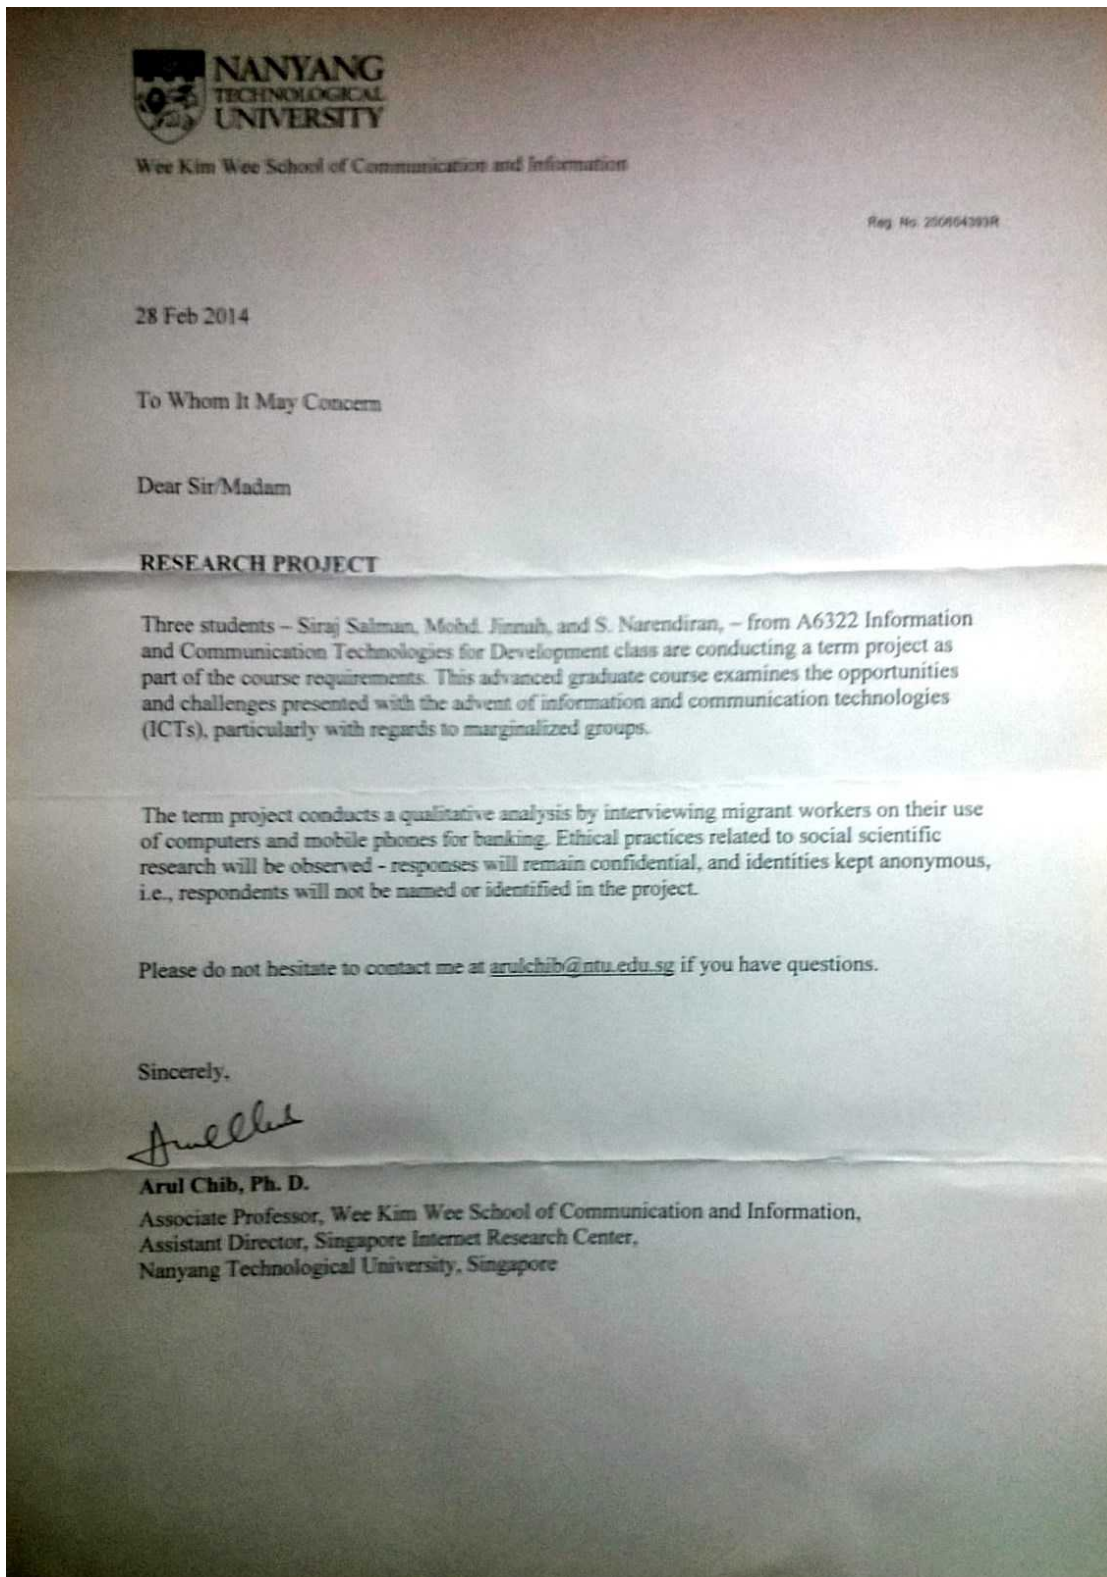 NANYANG
TECHNOLOGICAL
UNIVERSITY
Wee Kim Wee School of Communication and Information
Reg. No. 200604393R
28 Feb 2014
To Whom It May Concern
Dear Sir/Madam
RESEARCH PROJECT
Three students – Siraj Salman, Mohd. Jinnah, and S. Narendiran, – from A6322 Information
and Communication Technologies for Development class are conducting a term project as
part of the course requirements. This advanced graduate course examines the opportunities
and challenges presented with the advent of information and communication technologies
(ICTs), particularly with regards to marginalized groups.
The term project conducts a qualitative analysis by interviewing migrant workers on their use
of computers and mobile phones for banking. Ethical practices related to social scientific
research will be observed - responses will remain confidential, and identities kept anonymous,
i.e., respondents will not be named or identified in the project.
Please do not hesitate to contact me at arulchib@ntu.edu.sg if you have questions.
Sincerely,
Arul Chib, Ph. D.
Associate Professor, Wee Kim Wee School of Communication and Information,
Assistant Director, Singapore Internet Research Center,
Nanyang Technological University, Singapore